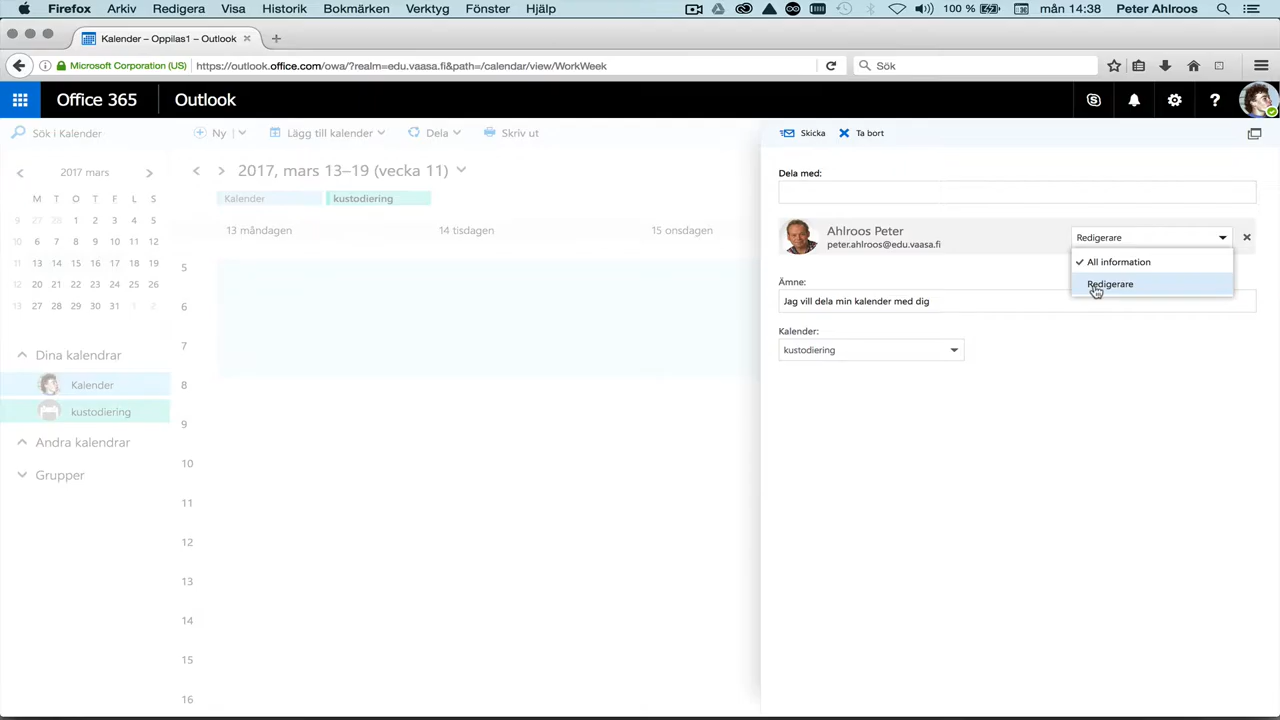 Firefox Arkiv Redigera Visa Historik Bokmärken Verktyg Fönster Hjälp 100 % mån 14:38 Peter Ahlroos
Kalender – Oppilas1 – Outlook
Microsoft Corporation (US) https://outlook.office.com/owa/?realm=edu.vaasa.fi&path=/calendar/view/WorkWeek Sök
Office 365 Outlook
Sök i Kalender Ny Lägg till kalender Dela Skriv ut Skicka Ta bort
2017 mars
M T O T F L S
9 27 28 1 2 3 4 5
10 6 7 8 9 10 11 12
11 13 14 15 16 17 18 19
12 20 21 22 23 24 25 26
13 27 28 29 30 31 1 2
Dina kalendrar
Kalender
kustodiering
Andra kalendrar
Grupper
2017, mars 13–19 (vecka 11)
Kalender kustodiering
13 måndagen 14 tisdagen 15 onsdagen
5
6
7
8
9
10
11
12
13
14
15
16
Dela med:
Ahlroos Peter
peter.ahlroos@edu.vaasa.fi
Redigerare
All information
Redigerare
Ämne:
Jag vill dela min kalender med dig
Kalender:
kustodiering